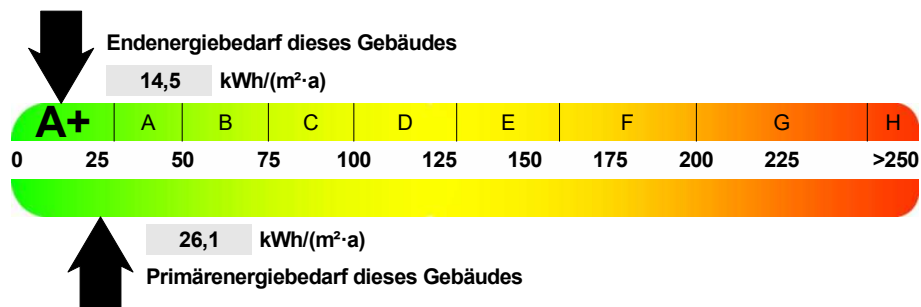 Endenergiebedarf dieses Gebäudes
14,5 kWh/(m²·a)
A+ A B C D E F G H
0 25 50 75 100 125 150 175 200 225 >250
26,1 kWh/(m²·a)
Primärenergiebedarf dieses Gebäudes